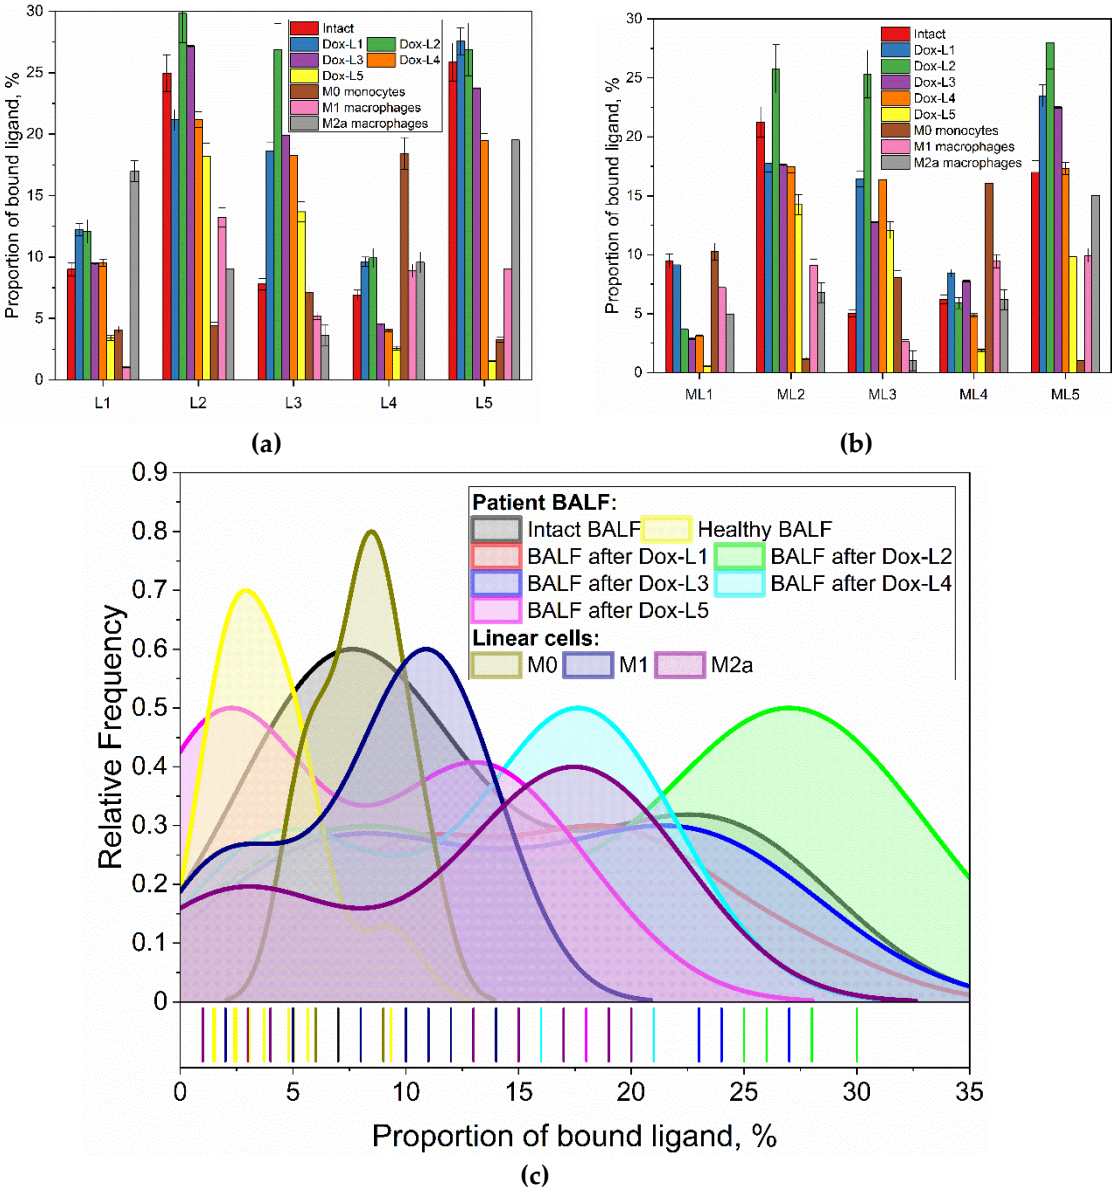 Proportion of bound ligand, %
30
25
20
15
10
5
0
Intact
Dox-L1 Dox-L2
Dox-L3 Dox-L4
Dox-L5
M0 monocytes
M1 macrophages
M2a macrophages
L1 L2 L3 L4 L5
(a)
Proportion of bound ligand, %
30
25
20
15
10
5
0
Intact
Dox-L1
Dox-L2
Dox-L3
Dox-L4
Dox-L5
M0 monocytes
M1 macrophages
M2a macrophages
ML1 ML2 ML3 ML4 ML5
(b)
Relative Frequency
0.9
0.8
0.7
0.6
0.5
0.4
0.3
0.2
0.1
0
Patient BALF:
Intact BALF Healthy BALF
BALF after Dox-L1 BALF after Dox-L2
BALF after Dox-L3 BALF after Dox-L4
BALF after Dox-L5
Linear cells:
M0 M1 M2a
0 5 10 15 20 25 30 35
Proportion of bound ligand, %
(c)